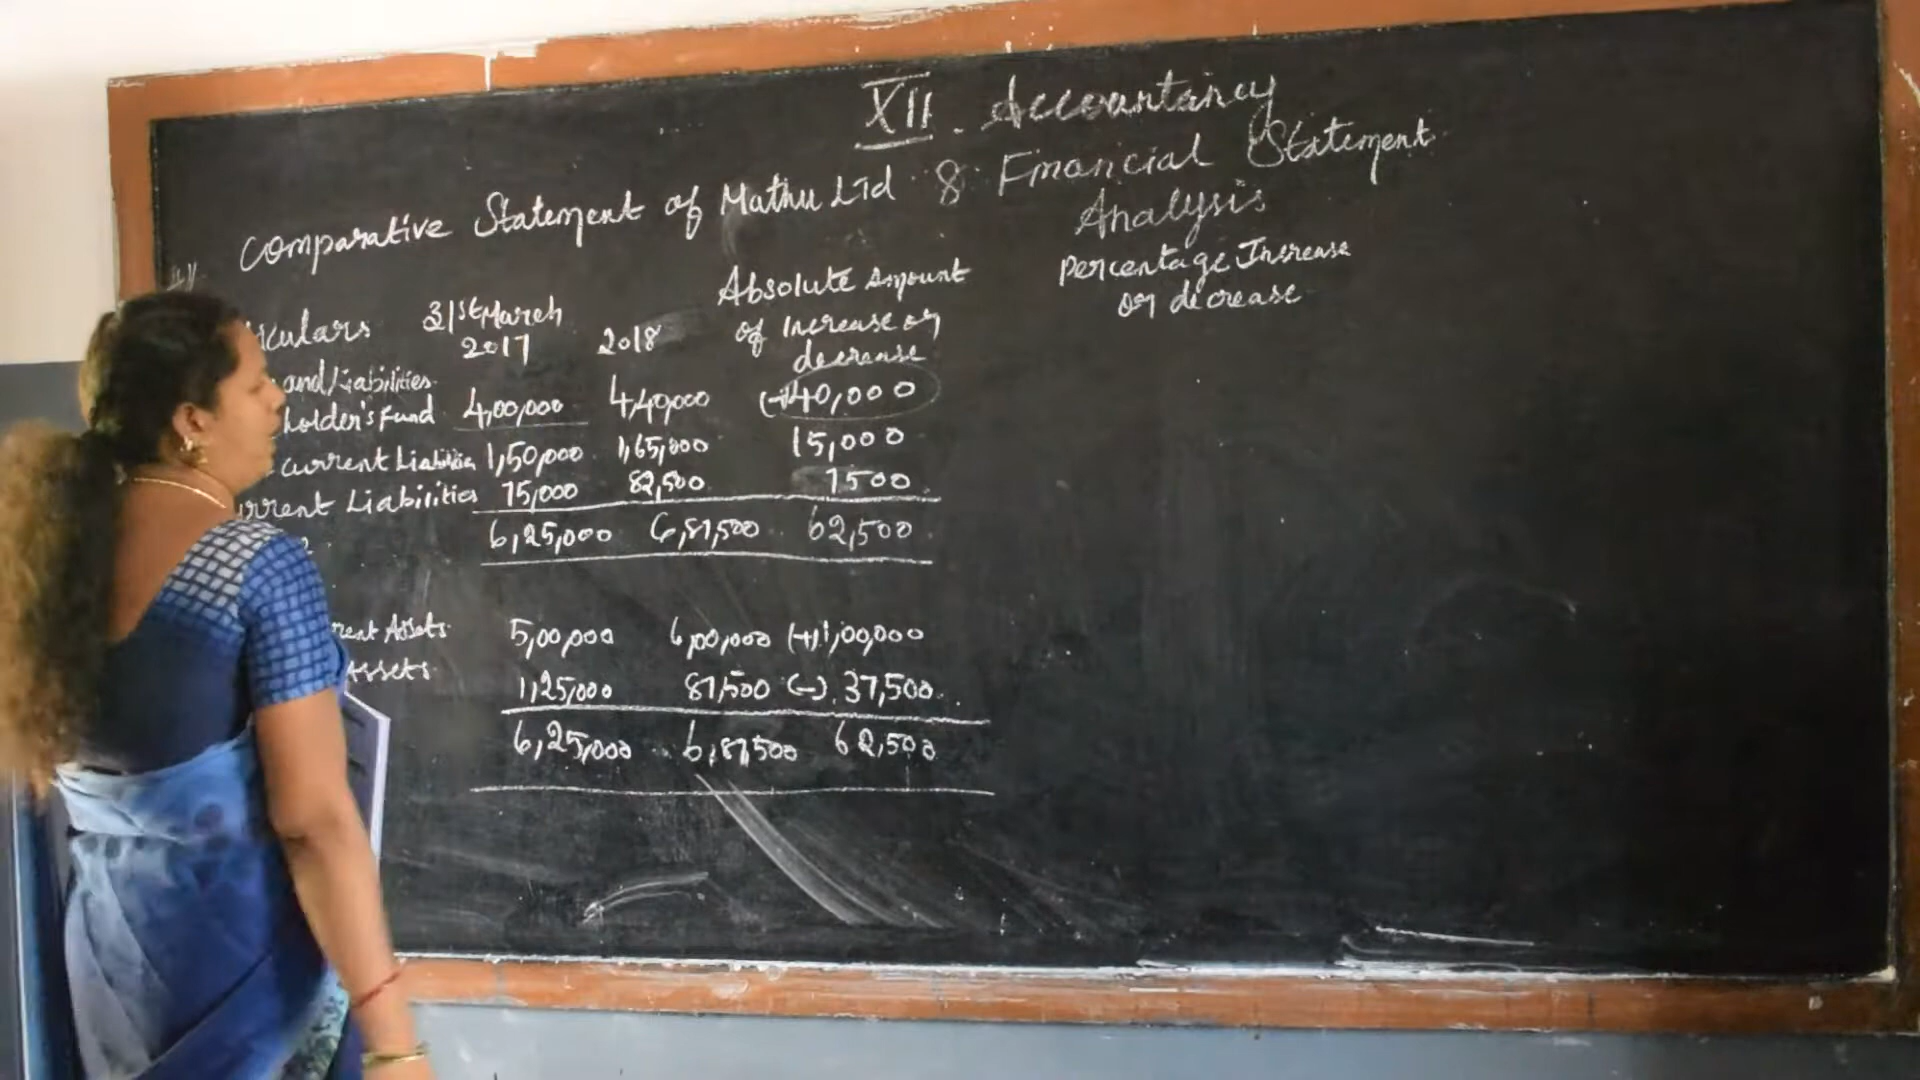 XII. Accountancy
Comparative Statement of Mathu Ltd 8. Financial Statement
Analysis
iculars 31st March 2017 2018 Absolute Amount of Increase or decrease Percentage Increase or decrease
and Liabilities
holder's Fund 4,00,000 4,40,000 (+)40,000
current Liabilities 1,50,000 1,65,000 15,000
urrent Liabilities 75,000 82,500 7500
6,25,000 6,87,500 62,500
rent Assets 5,00,000 6,00,000 (+)1,00,000
Assets 1,25,000 87,500 (-) 37,500
6,25,000 6,87,500 62,500